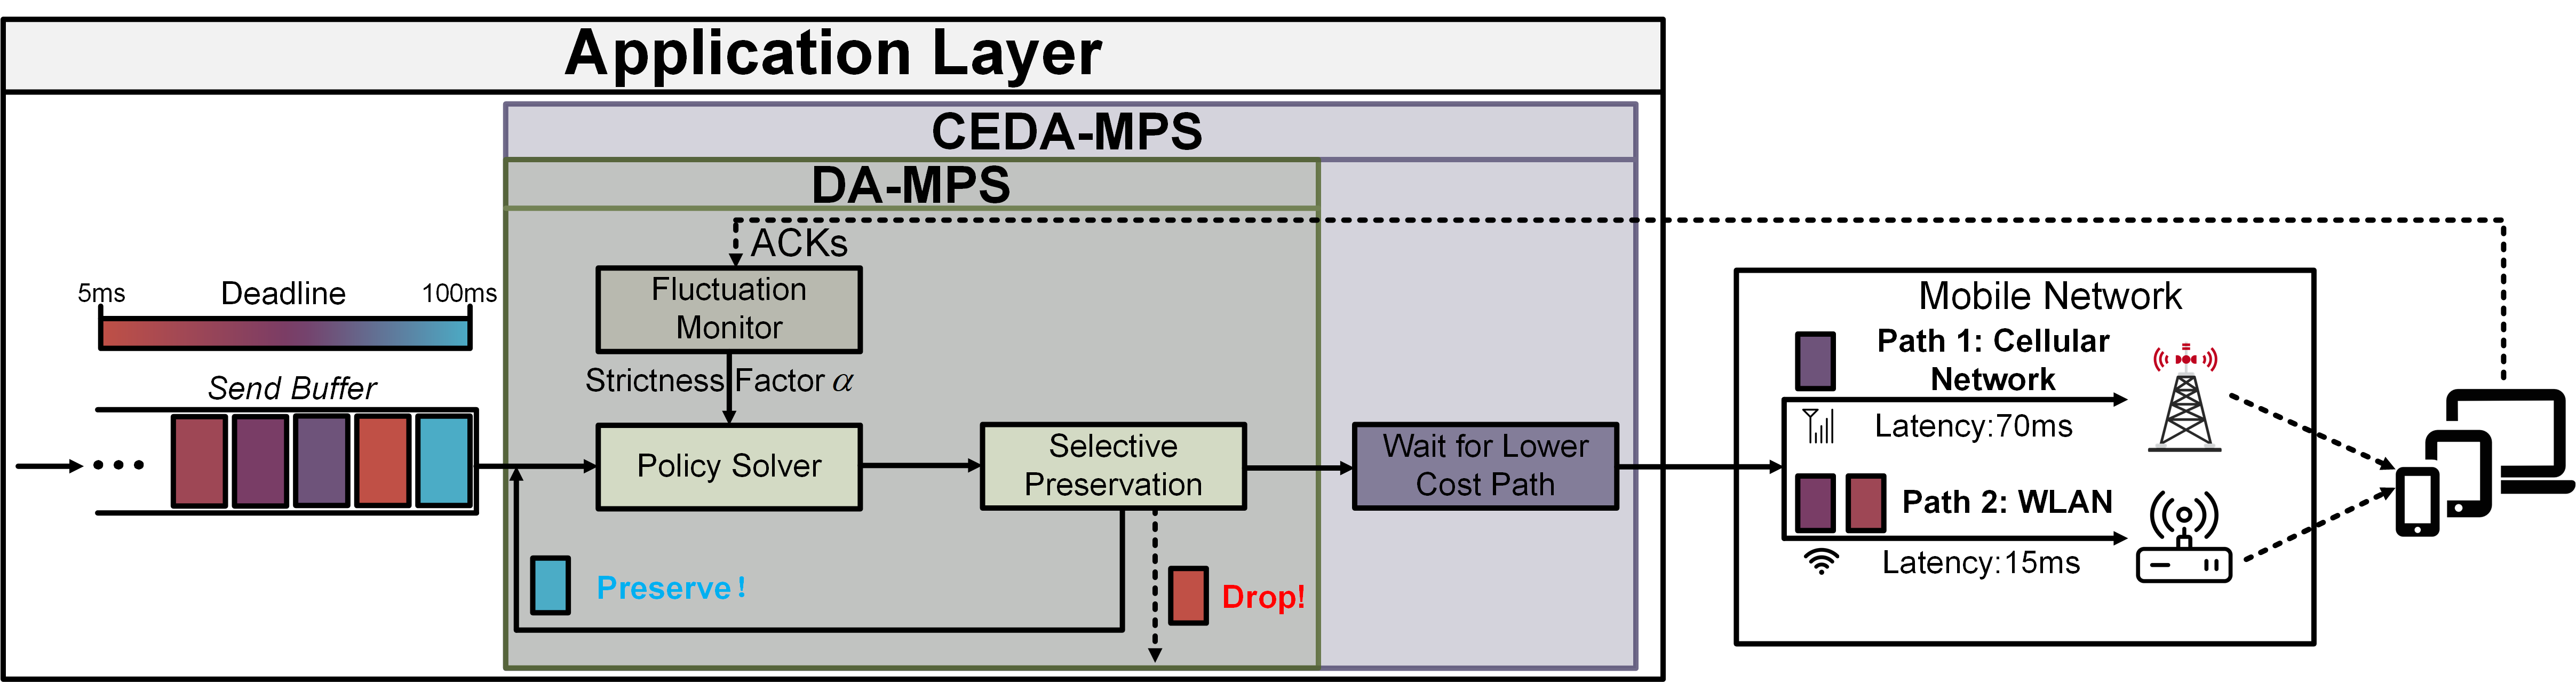 Application Layer
CEDA-MPS
DA-MPS
ACKs
Fluctuation
Monitor
5ms
Deadline
100ms
Strictness Factor α
Send Buffer
Policy Solver
Selective
Preservation
Wait for Lower
Cost Path
Preserve!
Drop!
Mobile Network
Path 1: Cellular
Network
Latency:70ms
Path 2: WLAN
Latency:15ms